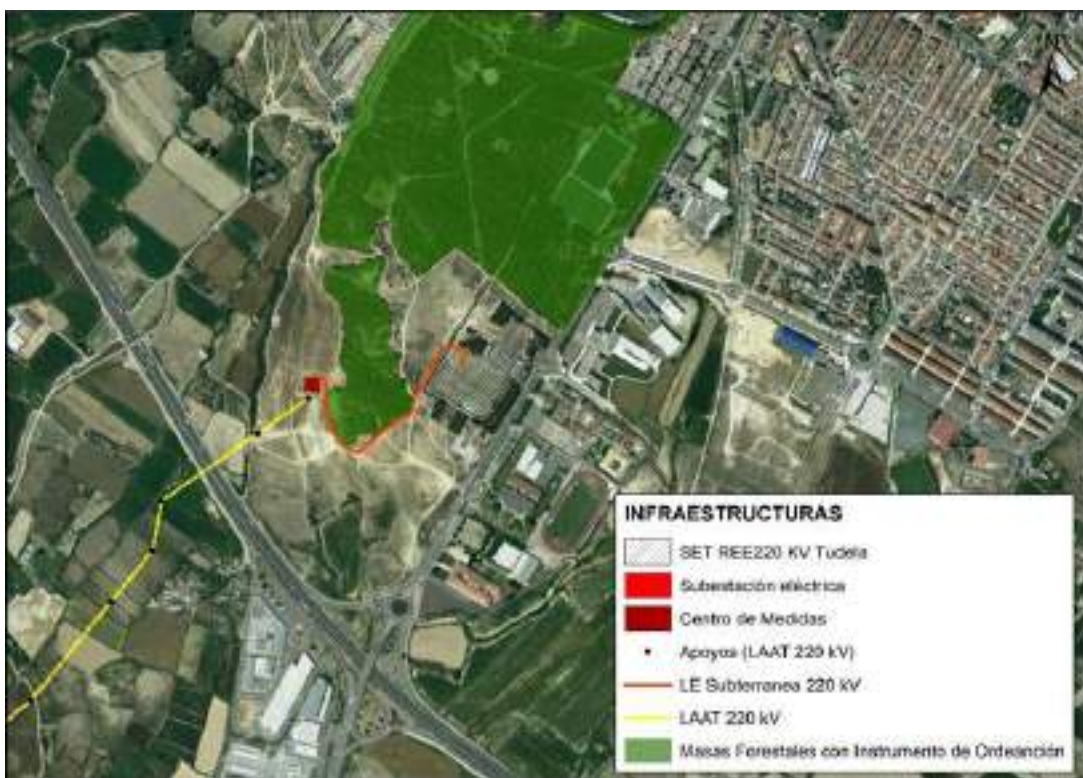 INFRAESTRUCTURAS
SET REE220 KV Tudela
Subestación eléctrica
Centro de Medidas
Apoyos (LAAT 220 kV)
LE Subterranea 220 kV
LAAT 220 kV
Masas Forestales con Instrumento de Ordeanción